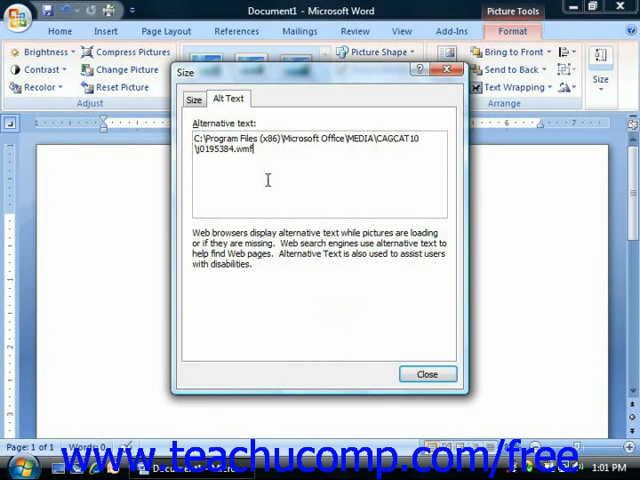 Document1 - Microsoft Word
Picture Tools
Home Insert Page Layout References Mailings Review View Add-Ins Format
Brightness Compress Pictures Picture Shape Bring to Front
Contrast Change Picture Send to Back Size
Recolor Reset Picture Text Wrapping
Adjust Arrange
Size
Size Alt Text
Alternative text:
C:\Program Files (x86)\Microsoft Office\MEDIA\CAGCAT10
\j0195384.wmf
Web browsers display alternative text while pictures are loading
or if they are missing. Web search engines use alternative text to
help find Web pages. Alternative Text is also used to assist users
with disabilities.
Close
Page: 1 of 1 Words: 0
www.teachucomp.com/free
1:01 PM